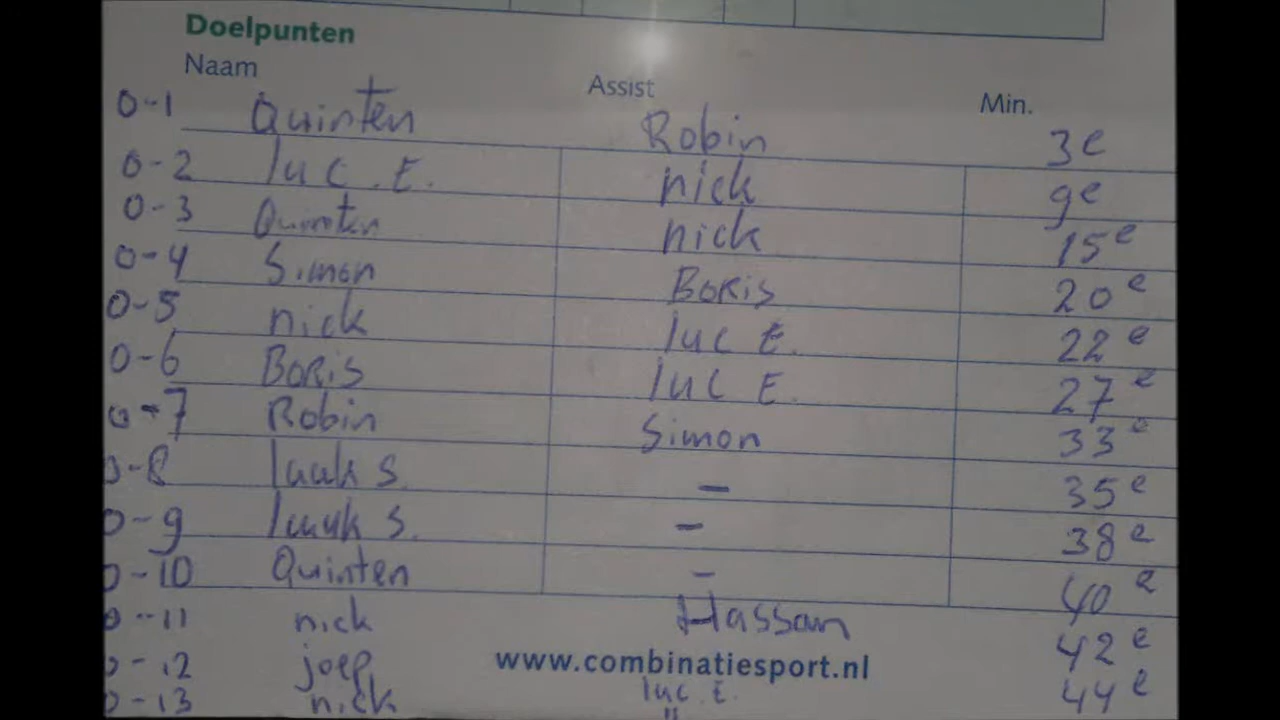 Doelpunten
Naam Assist Min.
0-1 Quinten Robin 3e
0-2 luc. E. nick 9e
0-3 Quinten nick 15e
0-4 Simon Boris 20e
0-5 nick luc E. 22e
0-6 Boris luc E. 27e
0-7 Robin Simon 33e
0-8 luuk S. - 35e
0-9 luuk S. - 38e
0-10 Quinten - 40e
0-11 nick Hassan 42e
0-12 joep luc. E. 44e
www.combinatiesport.nl
0-13 nick "